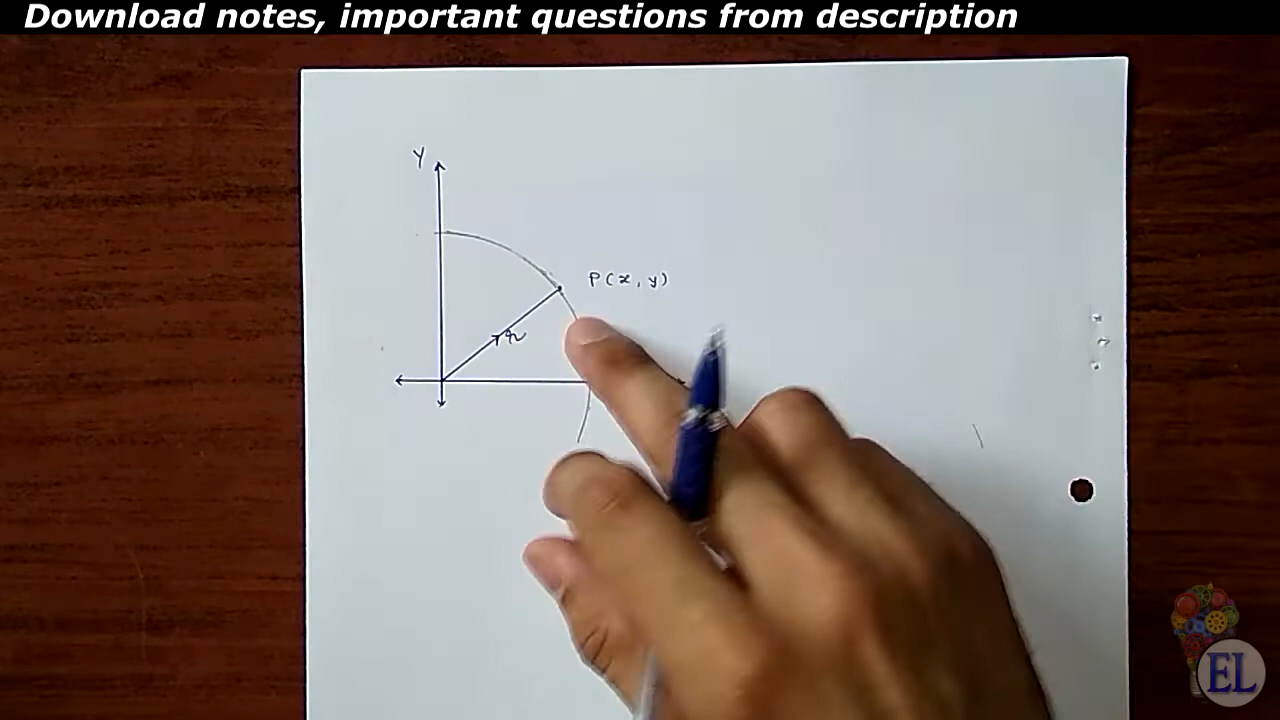 Download notes, important questions from description
Y
P(x, y)
r
EL